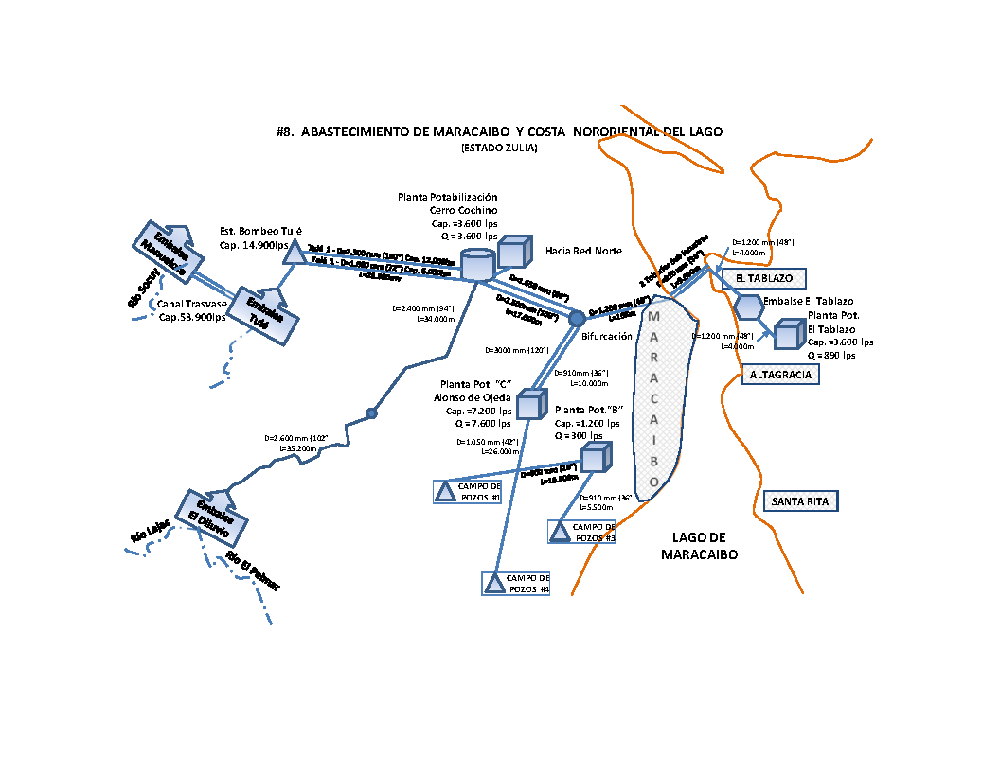 #8. ABASTECIMIENTO DE MARACAIBO Y COSTA NORORIENTAL DEL LAGO
(ESTADO ZULIA)
Planta Potabilización
Cerro Cochino
Cap. =3.600 lps
Q = 3.600 lps
Hacia Red Norte
Est. Bombeo Tulé
Cap. 14.900lps
Embalse
Manuelote
Río Socuy
Canal Trasvase
Cap.53.900lps
Embalse
Tulé
D=2.400 mm (94")
L=34.000m
D=3000 mm (120")
Bifurcación
D=910mm (36")
L=10.000m
D=1200 mm (48")
L=4.000m
EL TABLAZO
Embalse El Tablazo
Planta Pot.
El Tablazo
Cap. =3.600 lps
Q = 890 lps
D=1200 mm (48")
L=4.000m
ALTAGRACIA
MARACAIBO
Planta Pot. "C"
Alonso de Ojeda
Cap. =7.200 lps
Q = 7.600 lps
Planta Pot."B"
Cap. =1.200 lps
Q = 300 lps
D=1.050 mm (42")
L=26.000m
D=2.600 mm (102")
L=35.200m
CAMPO DE
POZOS #1
D=910 mm (36")
L=5.500m
CAMPO DE
POZOS #3
CAMPO DE
POZOS #4
SANTA RITA
LAGO DE
MARACAIBO
Embalse
El Diluvio
Río Lajas
Río El Palmar